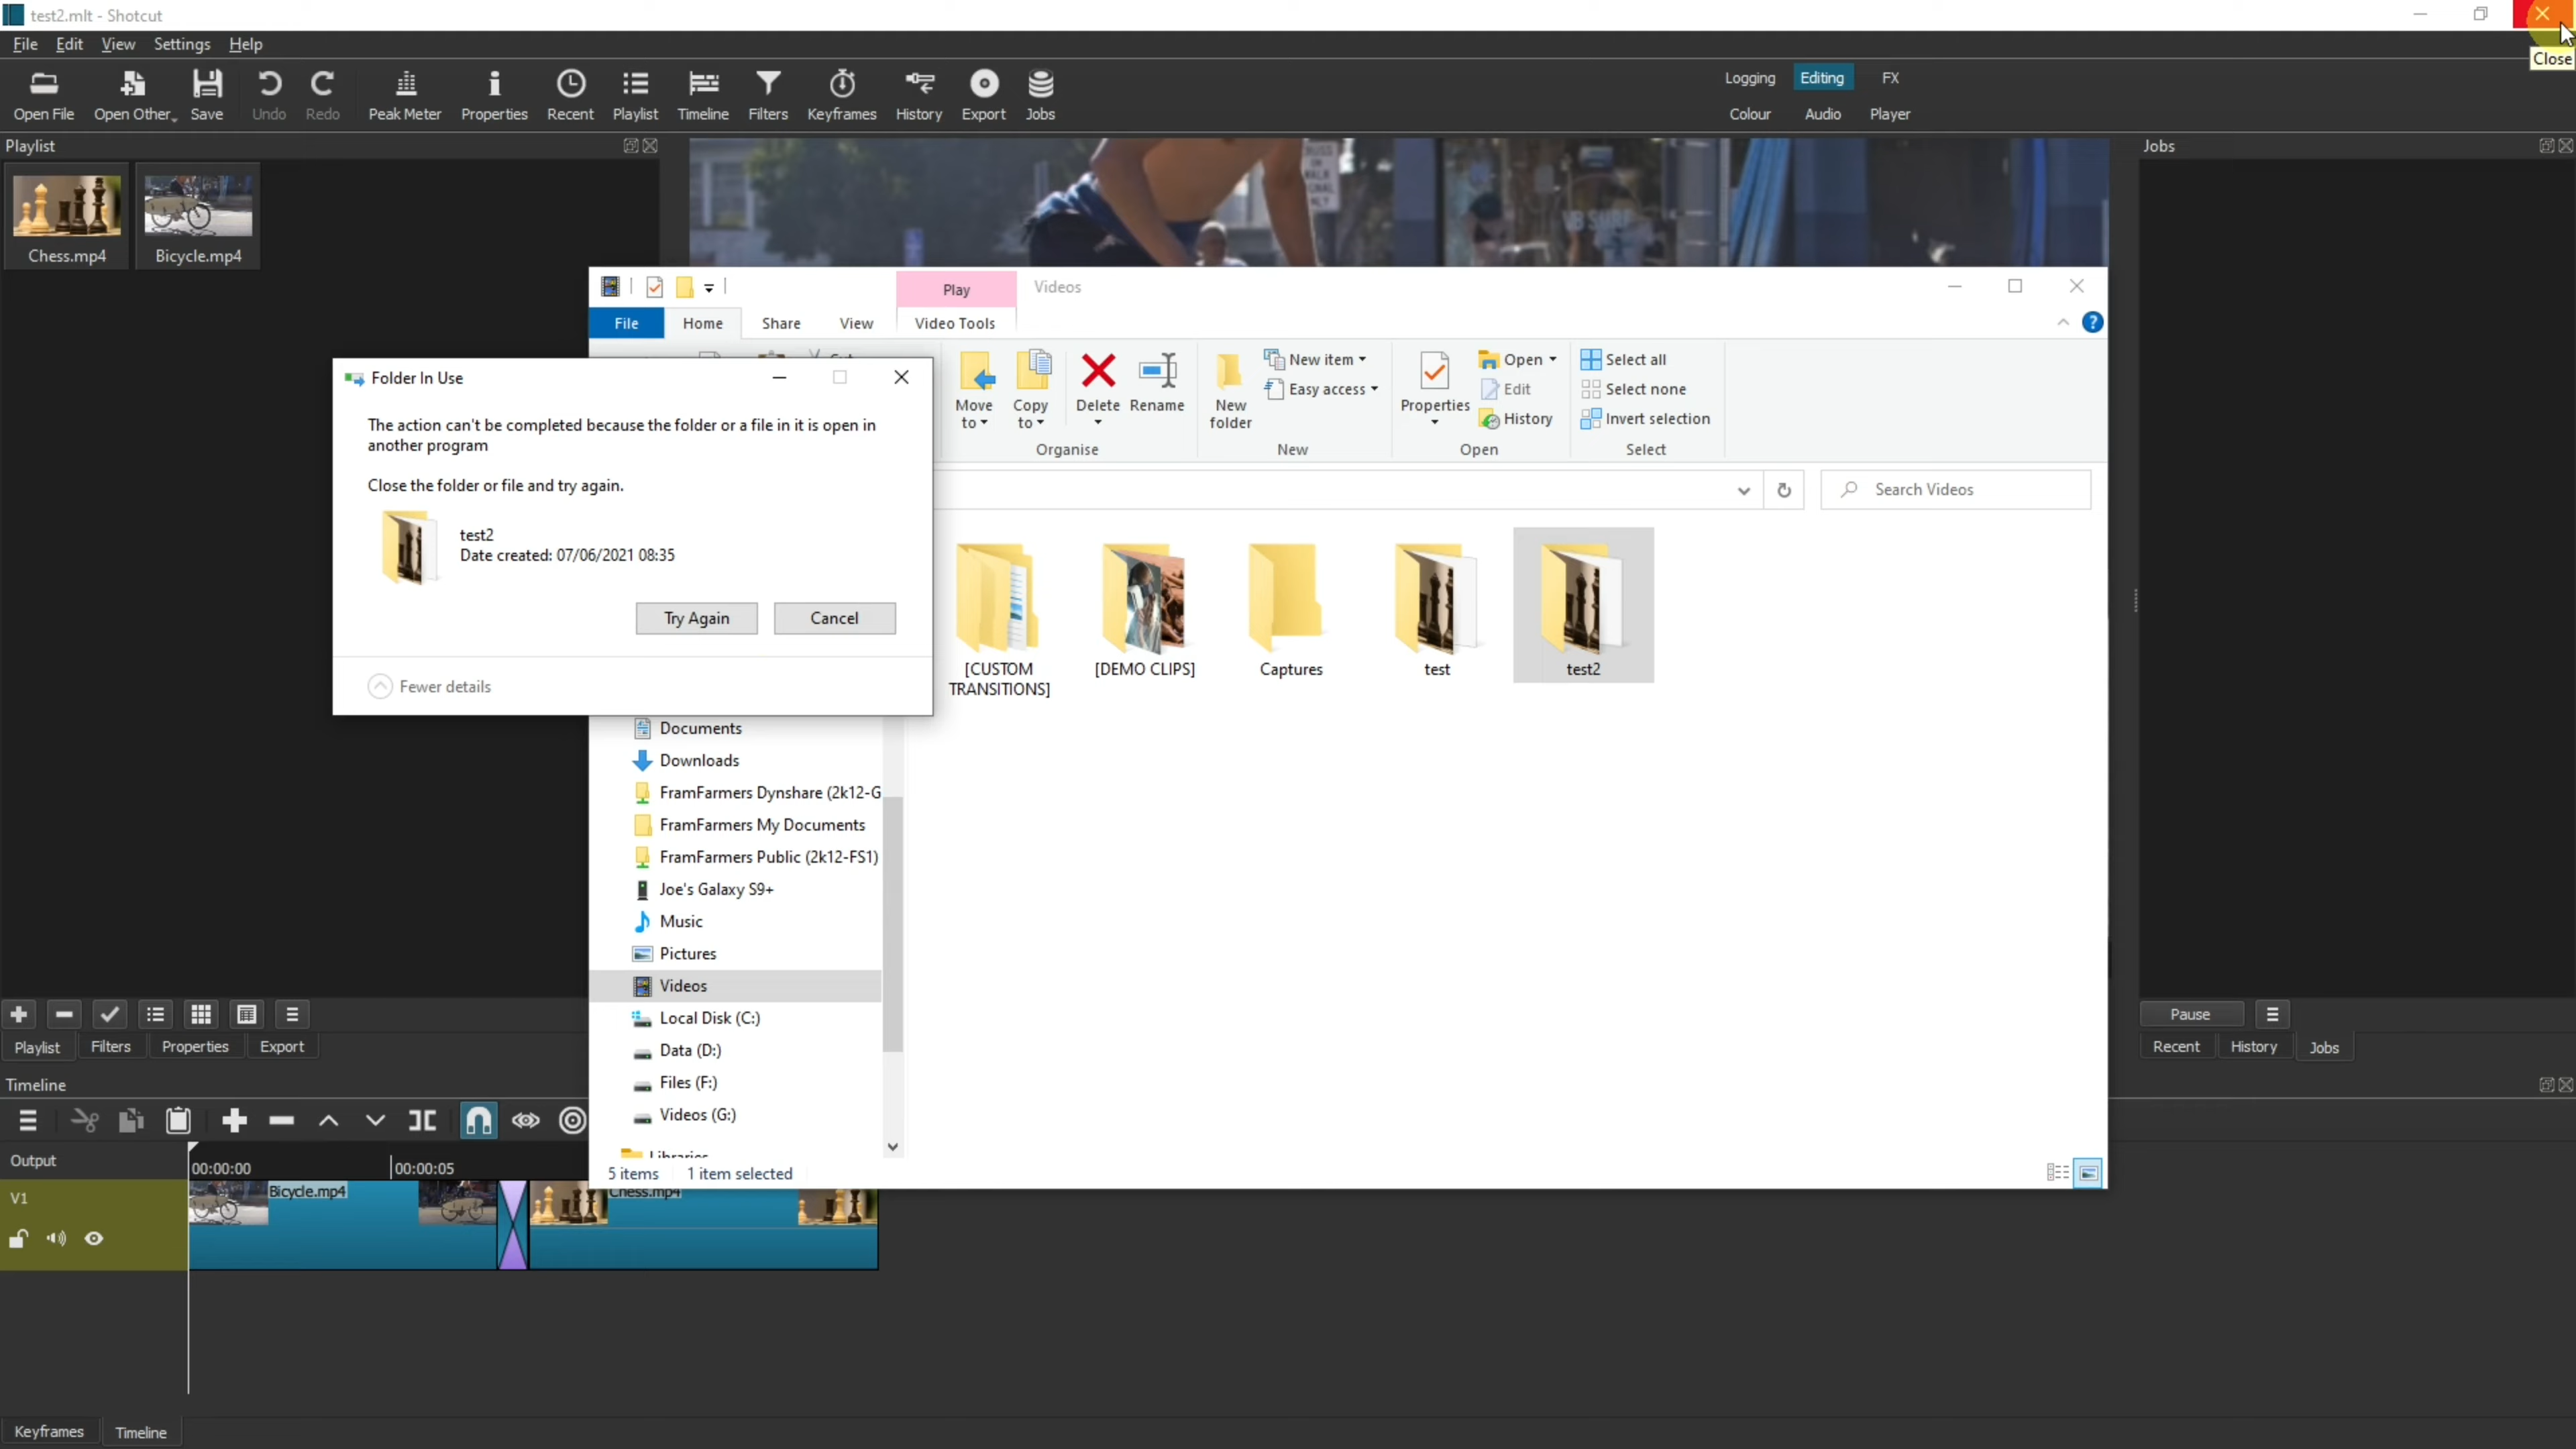 test2.mlt - Shotcut
Close
File Edit View Settings Help
Open File Open Other Save Undo Redo Peak Meter Properties Recent Playlist Timeline Filters Keyframes History Export Jobs
Logging Editing FX
Colour Audio Player
Playlist
Chess.mp4 Bicycle.mp4
VB SURF
Jobs
Play Videos
File Home Share View Video Tools
Move to Copy to Delete Rename
Organise
New folder
New item
Easy access
New
Properties
Open
Edit
History
Open
Select all
Select none
Invert selection
Select
Search Videos
Folder In Use
The action can't be completed because the folder or a file in it is open in
another program
Close the folder or file and try again.
test2
Date created: 07/06/2021 08:35
Try Again Cancel
Fewer details
[CUSTOM
TRANSITIONS]
[DEMO CLIPS]
Captures
test
test2
Documents
Downloads
FramFarmers Dynshare (2k12-G
FramFarmers My Documents
FramFarmers Public (2k12-FS1)
Joe's Galaxy S9+
Music
Pictures
Videos
Local Disk (C:)
Data (D:)
Files (F:)
Videos (G:)
Libraries
5 items 1 item selected
Playlist Filters Properties Export
Pause
Recent History Jobs
Timeline
Output
00:00:00 00:00:05
V1
Bicycle.mp4 Chess.mp4
Keyframes Timeline